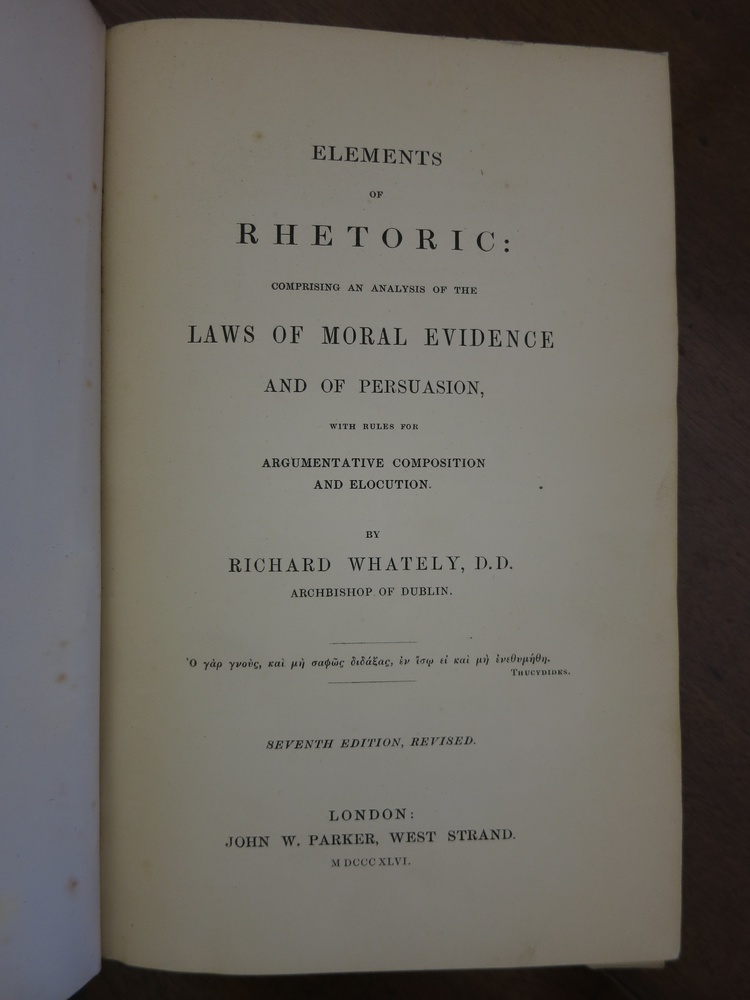 ELEMENTS
OF
RHETORIC:
COMPRISING AN ANALYSIS OF THE
LAWS OF MORAL EVIDENCE
AND OF PERSUASION,
WITH RULES FOR
ARGUMENTATIVE COMPOSITION
AND ELOCUTION.
BY
RICHARD WHATELY, D.D.
ARCHBISHOP OF DUBLIN.
Ὁ γὰρ γνοὺς, καὶ μὴ σαφῶς διδάξας, ἐν ἴσῳ εἰ καὶ μὴ ἐνεθυμήθη.
THUCYDIDES.
SEVENTH EDITION, REVISED.
LONDON:
JOHN W. PARKER, WEST STRAND.
M DCCC XLVI.